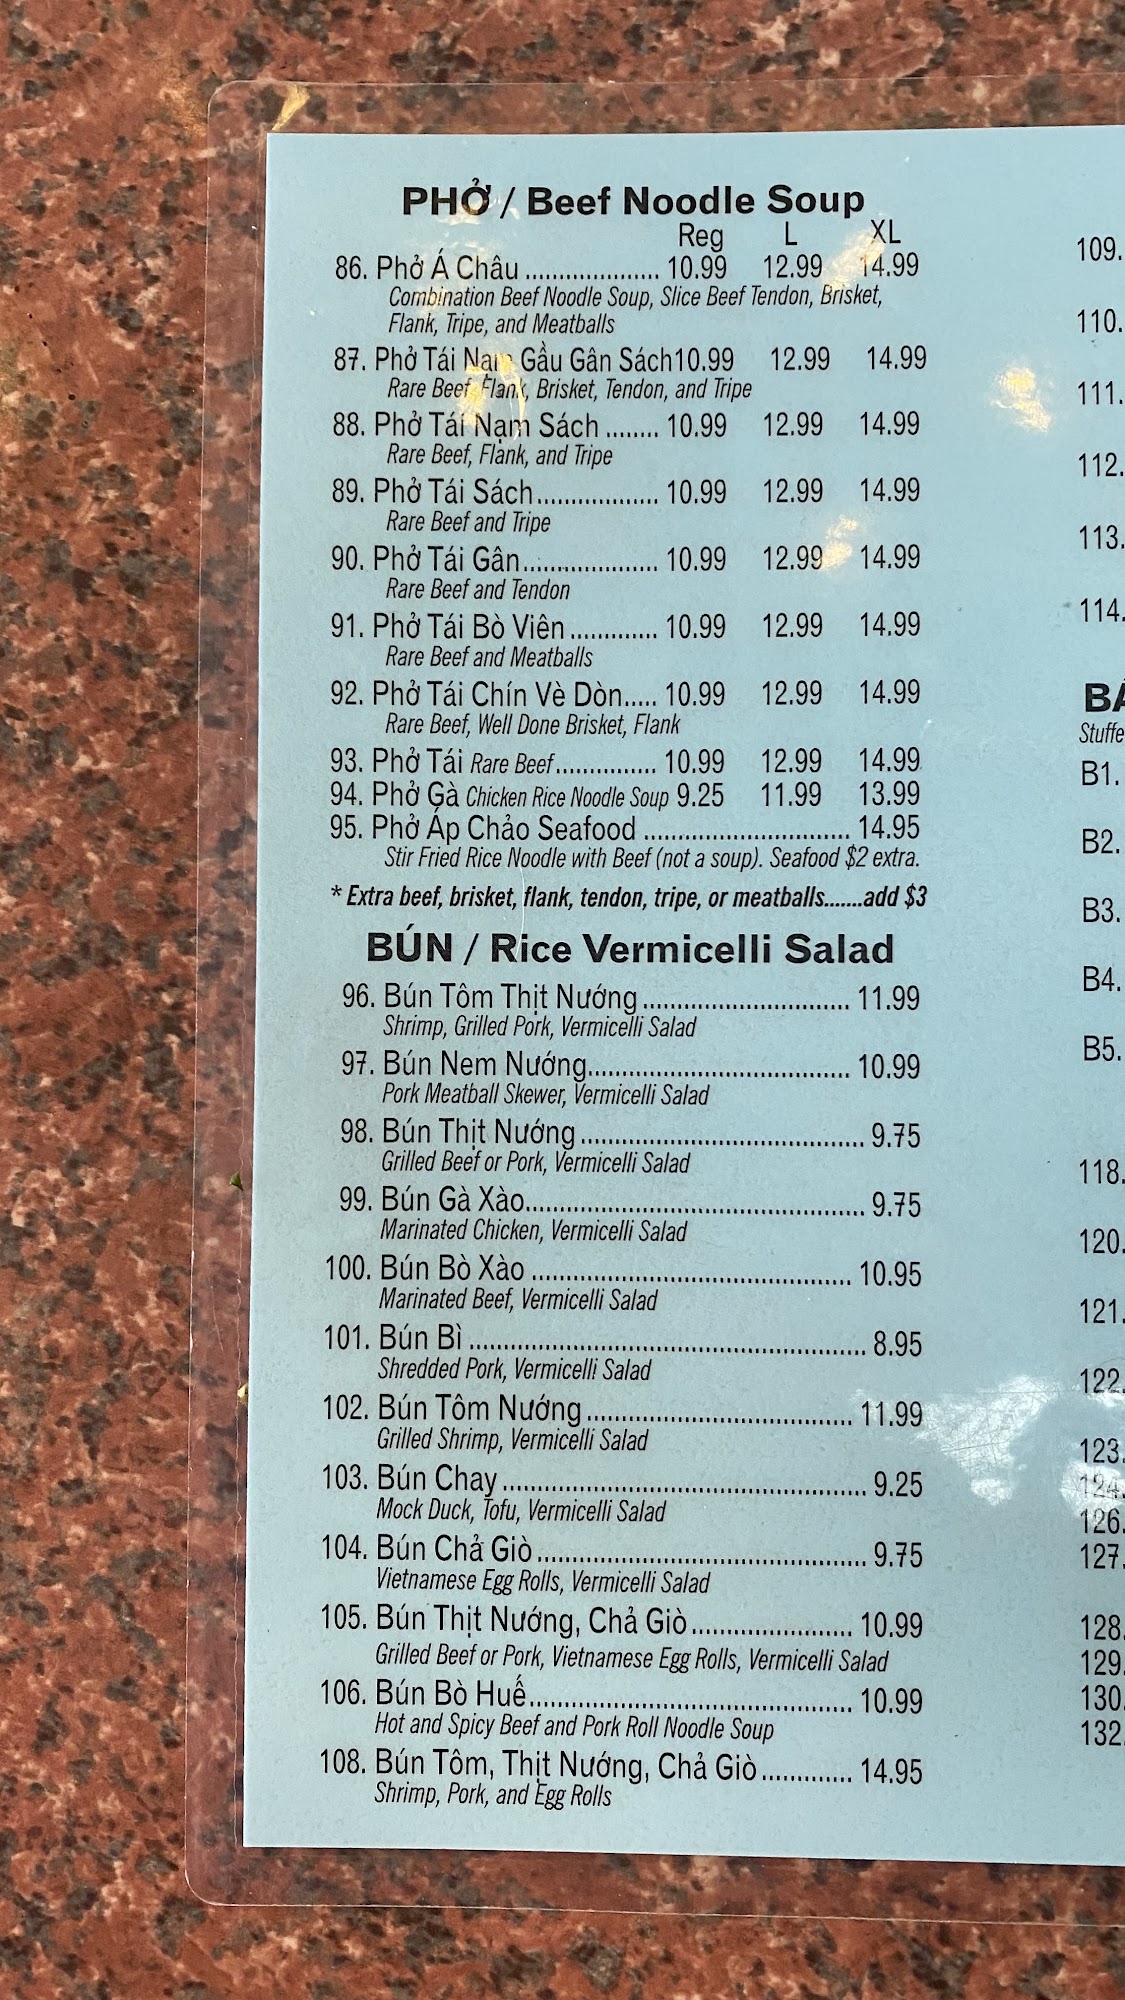 PHỞ / Beef Noodle Soup
Reg L XL
86. Phở Á Châu .................... 10.99 12.99 14.99
Combination Beef Noodle Soup, Slice Beef Tendon, Brisket,
Flank, Tripe, and Meatballs
87. Phở Tái Nạm Gầu Gân Sách10.99 12.99 14.99
Rare Beef, Flank, Brisket, Tendon, and Tripe
88. Phở Tái Nạm Sách ........ 10.99 12.99 14.99
Rare Beef, Flank, and Tripe
89. Phở Tái Sách.................. 10.99 12.99 14.99
Rare Beef and Tripe
90. Phở Tái Gân.................... 10.99 12.99 14.99
Rare Beef and Tendon
91. Phở Tái Bò Viên ............. 10.99 12.99 14.99
Rare Beef and Meatballs
92. Phở Tái Chín Vè Dòn..... 10.99 12.99 14.99
Rare Beef, Well Done Brisket, Flank
93. Phở Tái Rare Beef............... 10.99 12.99 14.99
94. Phở Gà Chicken Rice Noodle Soup 9.25 11.99 13.99
95. Phở Áp Chảo Seafood ............................... 14.95
Stir Fried Rice Noodle with Beef (not a soup). Seafood $2 extra.
* Extra beef, brisket, flank, tendon, tripe, or meatballs.......add $3
BÚN / Rice Vermicelli Salad
96. Bún Tôm Thịt Nướng ............................... 11.99
Shrimp, Grilled Pork, Vermicelli Salad
97. Bún Nem Nướng....................................... 10.99
Pork Meatball Skewer, Vermicelli Salad
98. Bún Thịt Nướng .......................................... 9.75
Grilled Beef or Pork, Vermicelli Salad
99. Bún Gà Xào................................................... 9.75
Marinated Chicken, Vermicelli Salad
100. Bún Bò Xào ................................................ 10.95
Marinated Beef, Vermicelli Salad
101. Bún Bì ........................................................... 8.95
Shredded Pork, Vermicelli Salad
102. Bún Tôm Nướng ........................................ 11.99
Grilled Shrimp, Vermicelli Salad
103. Bún Chay ...................................................... 9.25
Mock Duck, Tofu, Vermicelli Salad
104. Bún Chả Giò ................................................. 9.75
Vietnamese Egg Rolls, Vermicelli Salad
105. Bún Thịt Nướng, Chả Giò ........................ 10.99
Grilled Beef or Pork, Vietnamese Egg Rolls, Vermicelli Salad
106. Bún Bò Huế................................................. 10.99
Hot and Spicy Beef and Pork Roll Noodle Soup
108. Bún Tôm, Thịt Nướng, Chả Giò ............. 14.95
Shrimp, Pork, and Egg Rolls
109.
110.
111.
112.
113.
114.
Stuffe
B1.
B2.
B3.
B4.
B5.
118.
120.
121.
122.
123.
124.
126.
127.
128.
129.
130.
132.